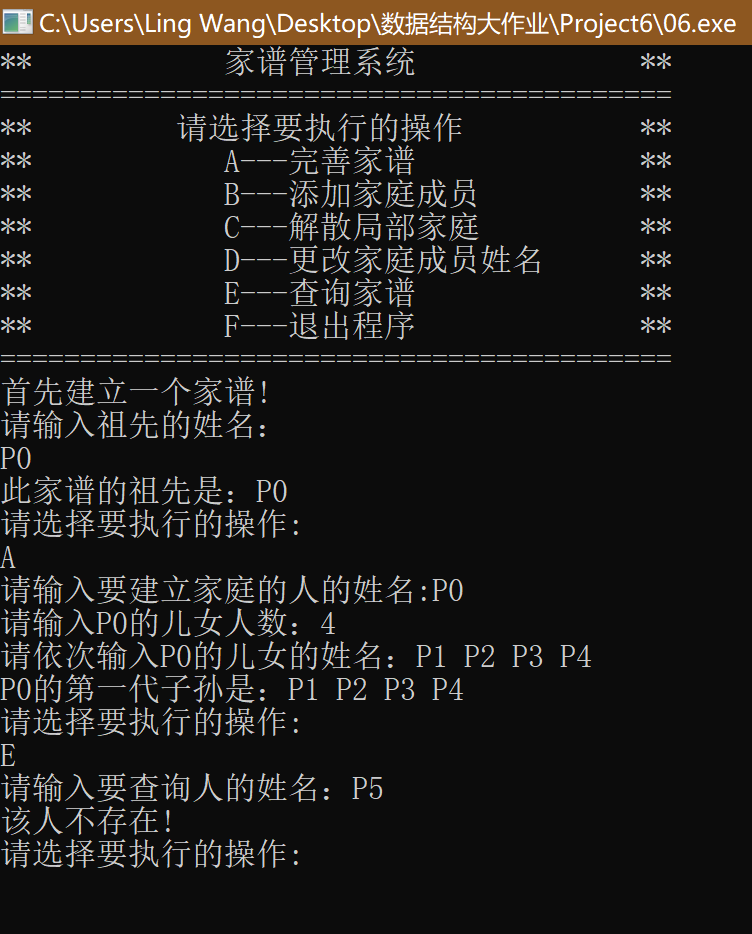 C:\Users\Ling Wang\Desktop\数据结构大作业\Project6\06.exe
** 家谱管理系统 **
==========================================
** 请选择要执行的操作 **
** A---完善家谱 **
** B---添加家庭成员 **
** C---解散局部家庭 **
** D---更改家庭成员姓名 **
** E---查询家谱 **
** F---退出程序 **
==========================================
首先建立一个家谱!
请输入祖先的姓名:
P0
此家谱的祖先是：P0
请选择要执行的操作:
A
请输入要建立家庭的人的姓名:P0
请输入P0的儿女人数：4
请依次输入P0的儿女的姓名：P1 P2 P3 P4
P0的第一代子孙是：P1 P2 P3 P4
请选择要执行的操作:
E
请输入要查询人的姓名：P5
该人不存在!
请选择要执行的操作: